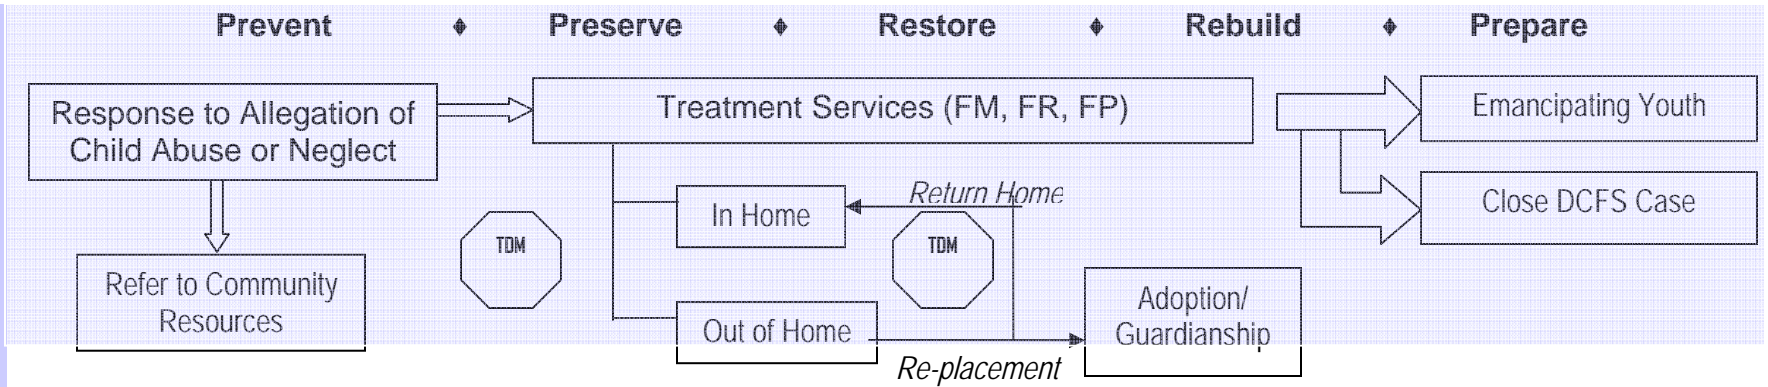 Prevent ♦ Preserve ♦ Restore ♦ Rebuild ♦ Prepare
Response to Allegation of
Child Abuse or Neglect
Treatment Services (FM, FR, FP)
Emancipating Youth
Close DCFS Case
Return Home
In Home
TDM
TDM
Refer to Community
Resources
Out of Home
Adoption/
Guardianship
Re-placement